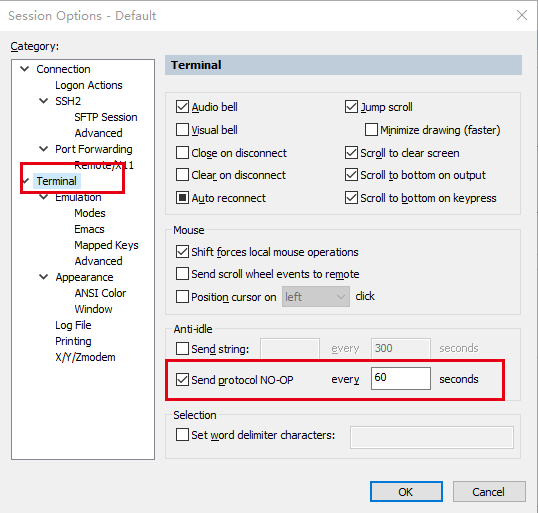 Session Options - Default
Category:
Connection
Logon Actions
SSH2
SFTP Session
Advanced
Port Forwarding
Remote/X11
Terminal
Emulation
Modes
Emacs
Mapped Keys
Advanced
Appearance
ANSI Color
Window
Log File
Printing
X/Y/Zmodem
Terminal
Audio bell
Jump scroll
Visual bell
Minimize drawing (faster)
Close on disconnect
Scroll to clear screen
Clear on disconnect
Scroll to bottom on output
Auto reconnect
Scroll to bottom on keypress
Mouse
Shift forces local mouse operations
Send scroll wheel events to remote
Position cursor on left click
Anti-idle
Send string: every 300 seconds
Send protocol NO-OP every 60 seconds
Selection
Set word delimiter characters:
OK Cancel